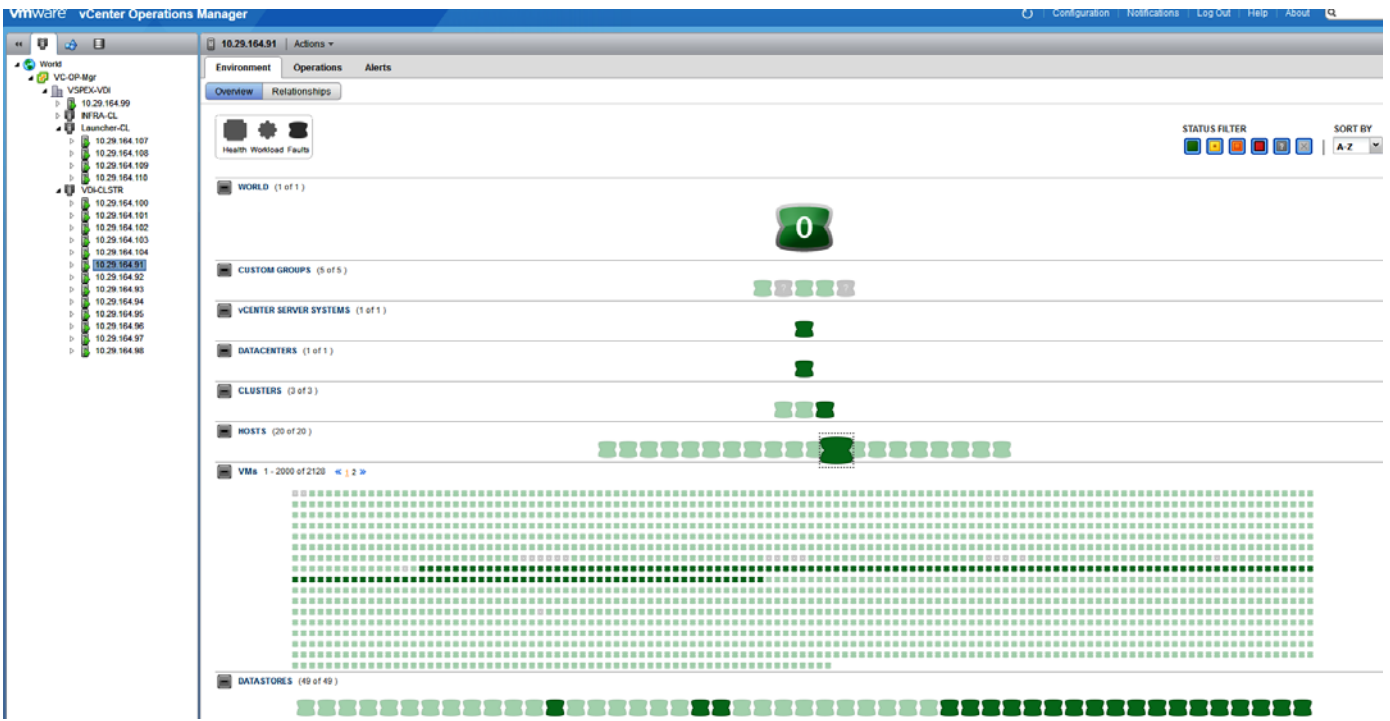 vmware vCenter Operations Manager
Configuration Notifications Log Out Help About
10.29.164.91 Actions
World
VC-OP-Mgr
VSPEX-VDI
10.29.164.99
INFRA-CL
Launcher-CL
10.29.164.107
10.29.164.108
10.29.164.109
10.29.164.110
VDI-CLSTR
10.29.164.100
10.29.164.101
10.29.164.102
10.29.164.103
10.29.164.104
10.29.164.91
10.29.164.92
10.29.164.93
10.29.164.94
10.29.164.95
10.29.164.96
10.29.164.97
10.29.164.98
Environment Operations Alerts
Overview Relationships
Health Workload Faults
STATUS FILTER SORT BY
A-Z
WORLD (1 of 1)
0
CUSTOM GROUPS (5 of 5)
? ?
vCENTER SERVER SYSTEMS (1 of 1)
DATACENTERS (1 of 1)
CLUSTERS (3 of 3)
HOSTS (20 of 20)
VMs 1 - 2000 of 2128 « 1 2 »
DATASTORES (49 of 49)